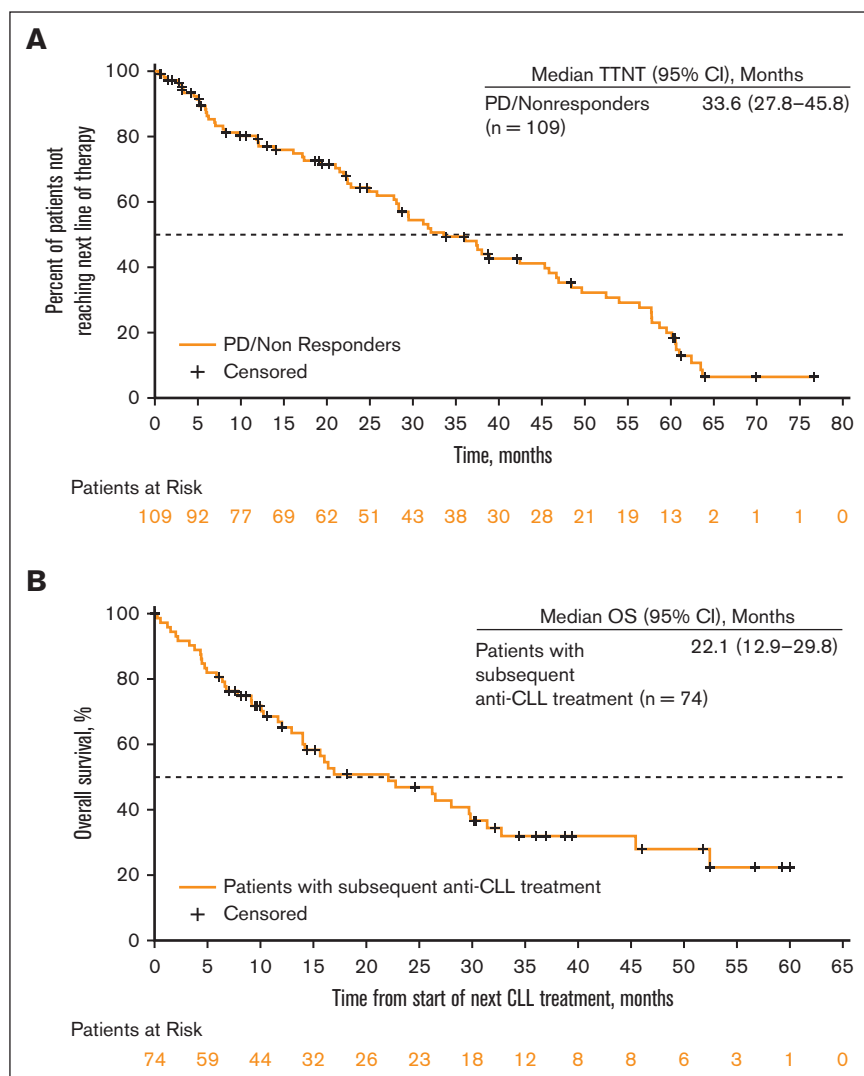 A
Median TTNT (95% CI), Months
PD/Nonresponders 33.6 (27.8–45.8)
(n = 109)
Percent of patients not
reaching next line of therapy
100
80
60
40
20
0
PD/Non Responders
Censored
0 5 10 15 20 25 30 35 40 45 50 55 60 65 70 75 80
Time, months
Patients at Risk
109 92 77 69 62 51 43 38 30 28 21 19 13 2 1 1 0
B
Median OS (95% CI), Months
Patients with 22.1 (12.9–29.8)
subsequent
anti-CLL treatment (n = 74)
Overall survival, %
100
80
60
40
20
0
Patients with subsequent anti-CLL treatment
Censored
0 5 10 15 20 25 30 35 40 45 50 55 60 65
Time from start of next CLL treatment, months
Patients at Risk
74 59 44 32 26 23 18 12 8 8 6 3 1 0